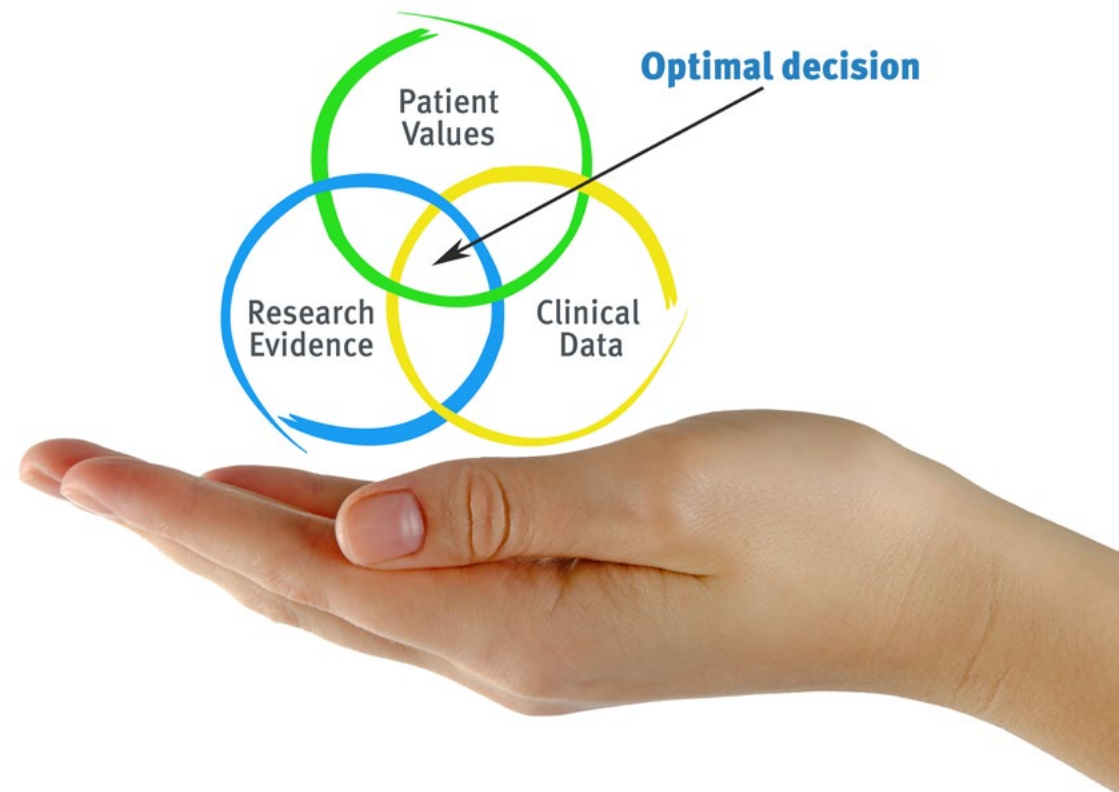 Optimal decision
Patient
Values
Research
Evidence
Clinical
Data